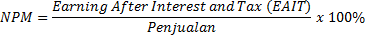 NPM = Earning After Interest and Tax (EAIT) / Penjualan x 100%